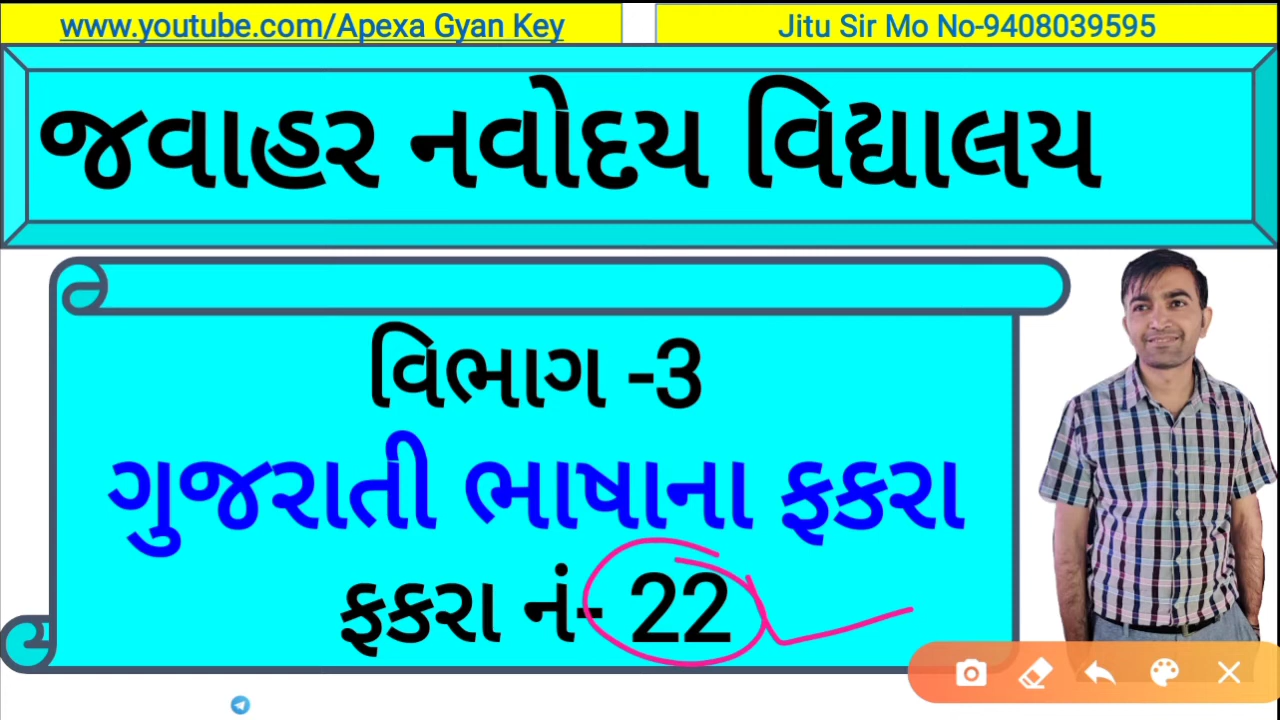 www.youtube.com/Apexa Gyan Key
Jitu Sir Mo No-9408039595
જવાહર નવોદય વિદ્યાલય
વિભાગ -3
ગુજરાતી ભાષાના ફકરા
ફકરા નં- 22